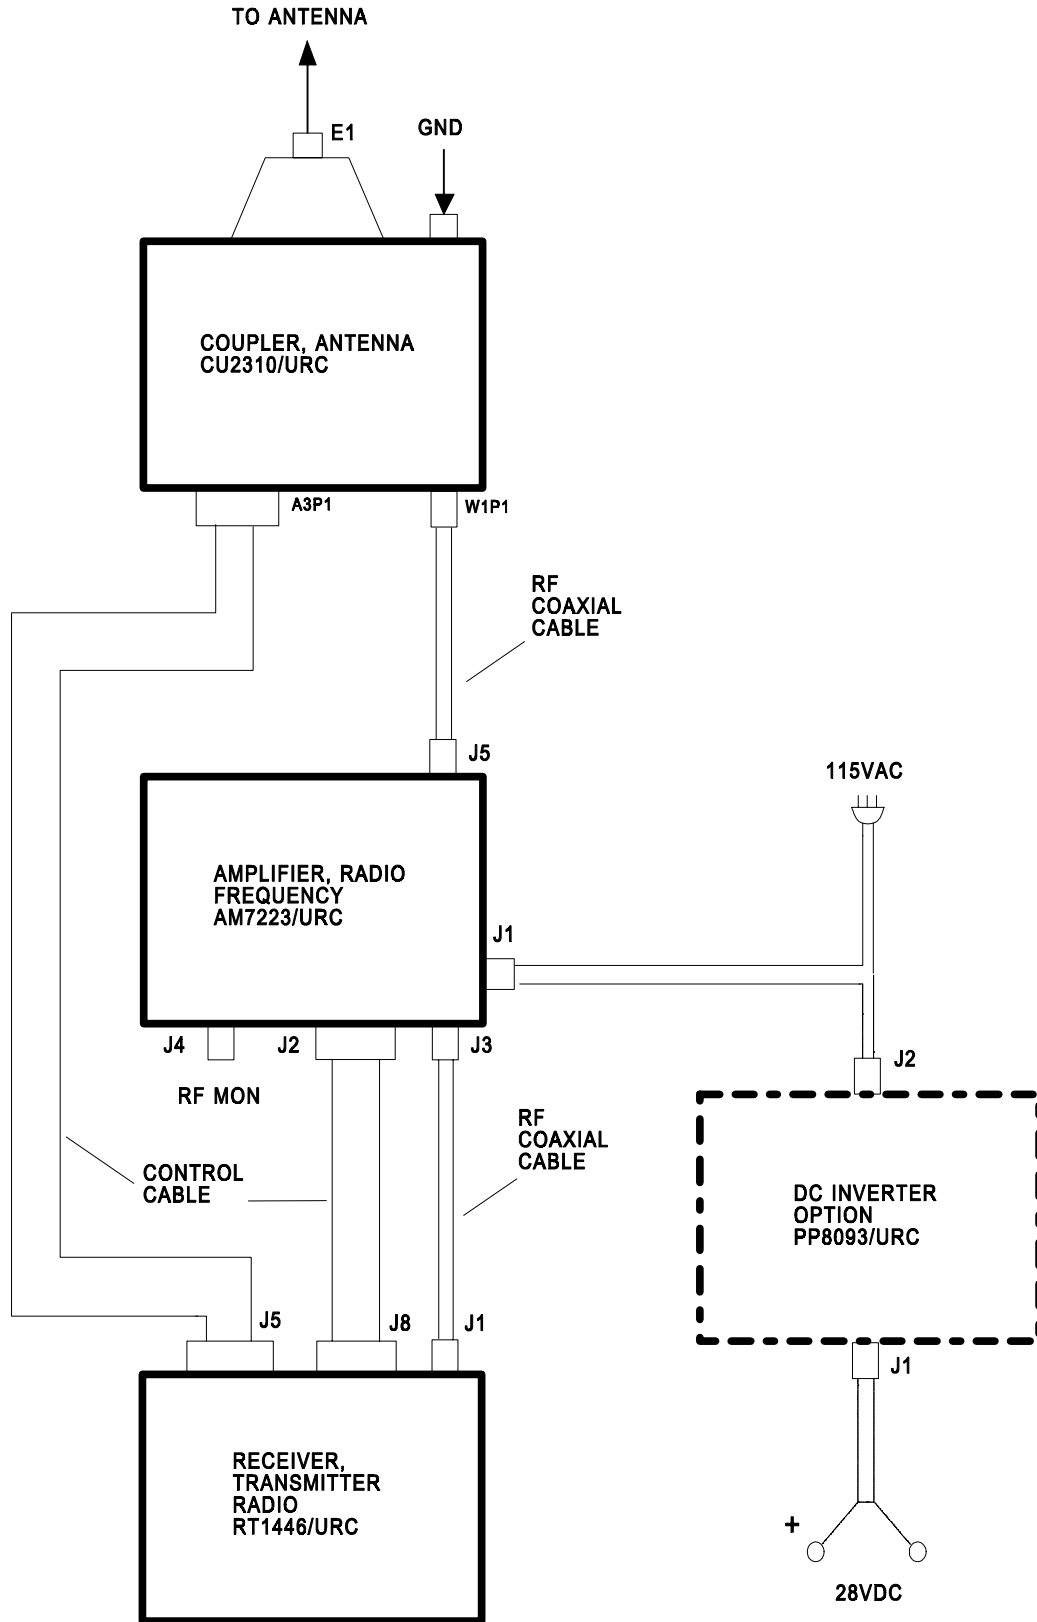 TO ANTENNA
E1
GND
COUPLER, ANTENNA
CU2310/URC
A3P1
W1P1
RF
COAXIAL
CABLE
J5
115VAC
AMPLIFIER, RADIO
FREQUENCY
AM7223/URC
J1
J4
J2
J3
J2
RF MON
RF
COAXIAL
CABLE
CONTROL
CABLE
DC INVERTER
OPTION
PP8093/URC
J5
J8
J1
J1
RECEIVER,
TRANSMITTER
RADIO
RT1446/URC
+
28VDC